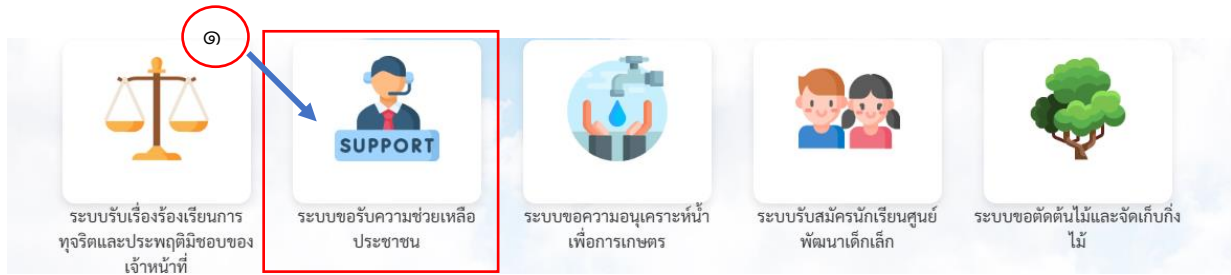 ๑
SUPPORT
ระบบรับเรื่องร้องเรียนการ
ทุจริตและประพฤติมิชอบของ
เจ้าหน้าที่
ระบบขอรับความช่วยเหลือ
ประชาชน
ระบบขอความอนุเคราะห์น้ำ
เพื่อการเกษตร
ระบบรับสมัครนักเรียนศูนย์
พัฒนาเด็กเล็ก
ระบบขอตัดต้นไม้และจัดเก็บกิ่ง
ไม้